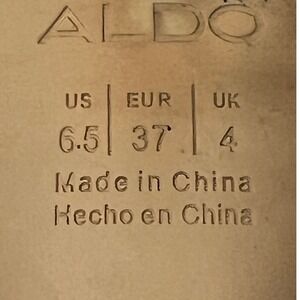 ALDO
US | EUR | UK
6.5 | 37 | 4
Made in China
Hecho en China